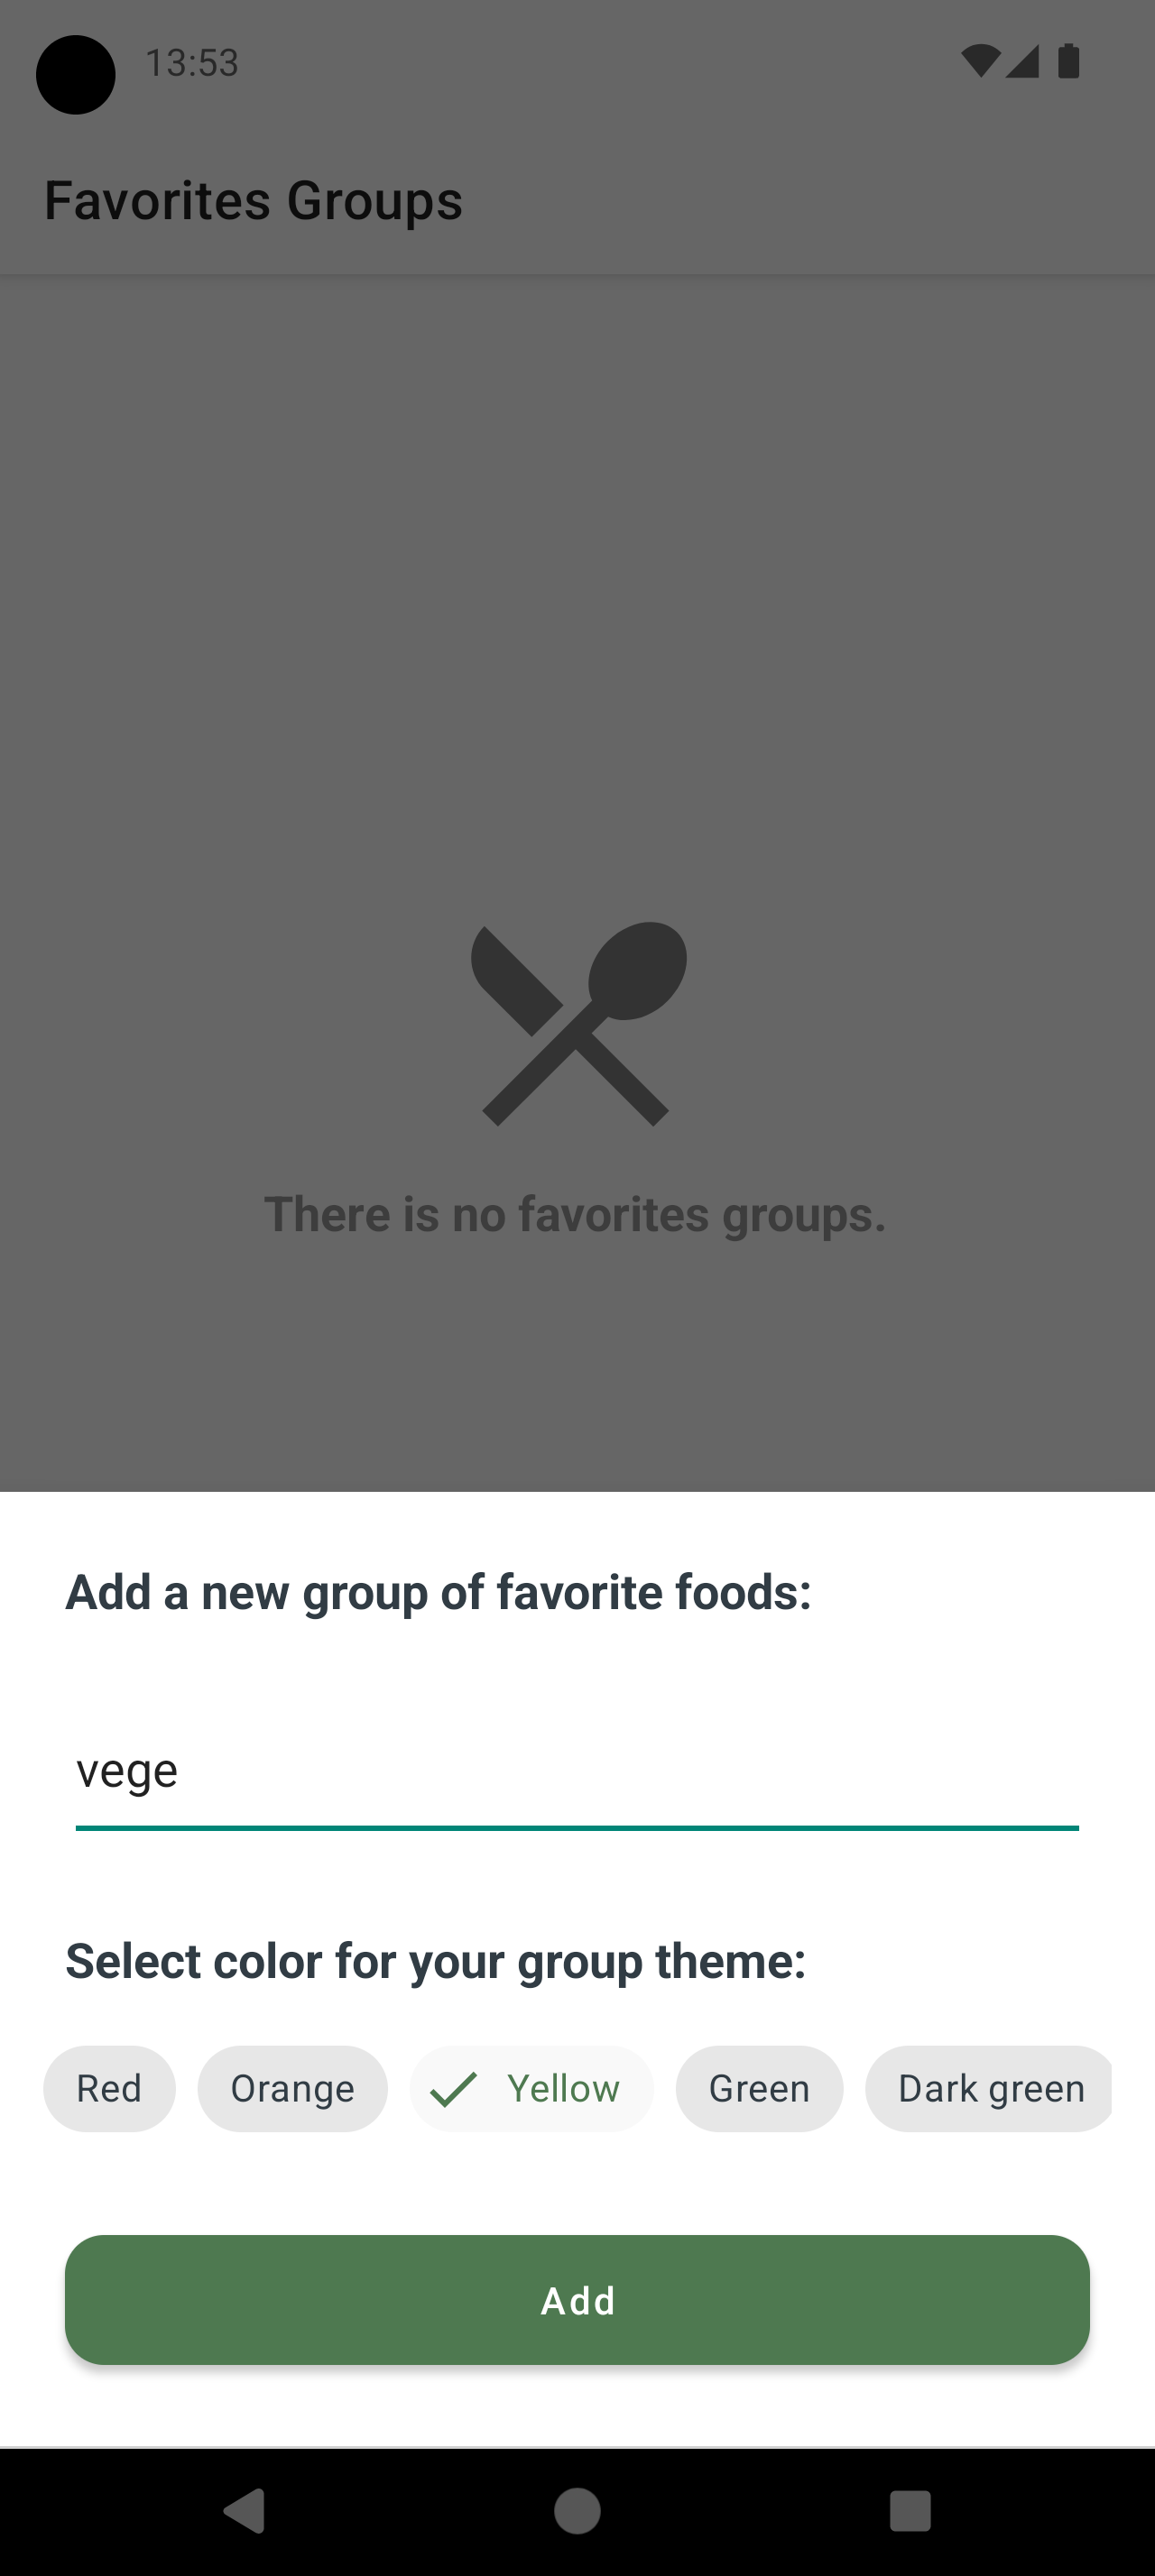 13:53
Favorites Groups
There is no favorites groups.
Add a new group of favorite foods:
vege
Select color for your group theme:
Red Orange Yellow Green Dark green
Add